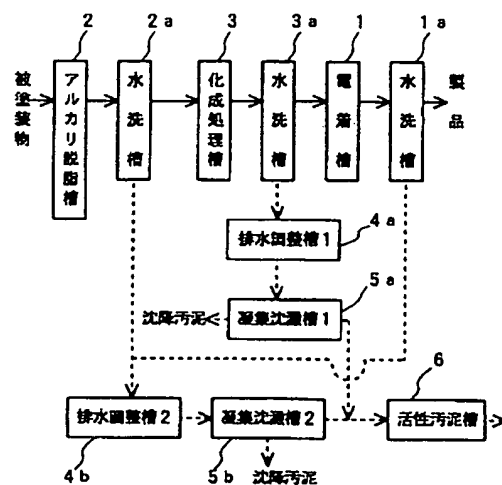 2 2a 3 3a 1 1a
被塗装物
アルカリ脱脂槽
水洗槽
化成処理槽
水洗槽
電着槽
水洗槽
製品
4a
排水調整槽1
5a
沈降汚泥
凝集沈澱槽1
6
排水調整槽2
凝集沈澱槽2
活性汚泥槽
4b
5b
沈降汚泥